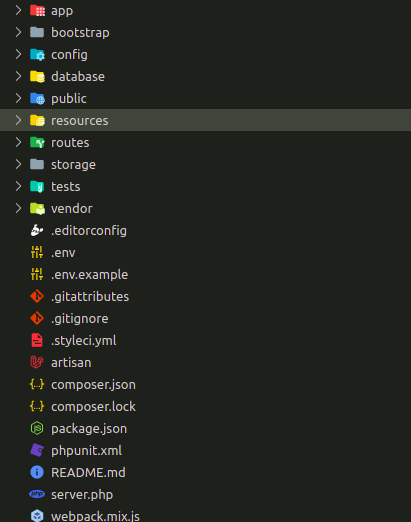 app
bootstrap
config
database
public
resources
routes
storage
tests
vendor
.editorconfig
.env
.env.example
.gitattributes
.gitignore
.styleci.yml
artisan
composer.json
composer.lock
package.json
phpunit.xml
README.md
server.php
webpack.mix.js